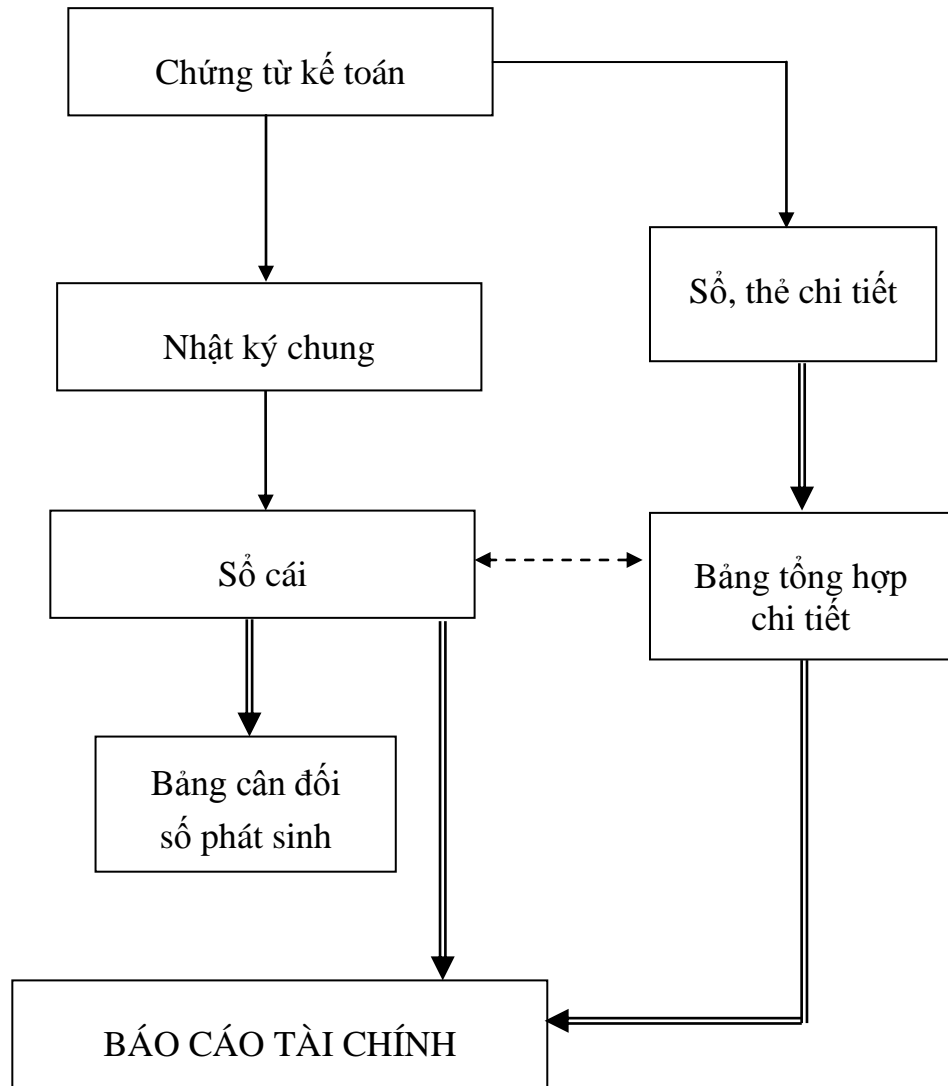 Chứng từ kế toán
Sổ, thẻ chi tiết
Nhật ký chung
Sổ cái
Bảng tổng hợp
chi tiết
Bảng cân đối
số phát sinh
BÁO CÁO TÀI CHÍNH